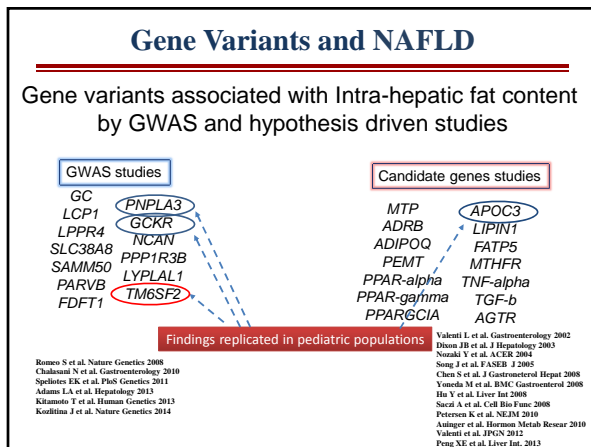 Gene Variants and NAFLD
Gene variants associated with Intra-hepatic fat content
by GWAS and hypothesis driven studies
GWAS studies
GC
LCP1
LPPR4
SLC38A8
SAMM50
PARVB
FDFT1
PNPLA3
GCKR
NCAN
PPP1R3B
LYPLAL1
TM6SF2
Candidate genes studies
MTP
ADRB
ADIPOQ
PEMT
PPAR-alpha
PPAR-gamma
PPARGCIA
APOC3
LIPIN1
FATP5
MTHFR
TNF-alpha
TGF-b
AGTR
Findings replicated in pediatric populations
Romeo S et al. Nature Genetics 2008
Chalasani N et al. Gastroenterology 2010
Speliotes EK et al. PloS Genetics 2011
Adams LA et al. Hepatology 2013
Kitamoto T et al. Human Genetics 2013
Kozlitina J et al. Nature Genetics 2014
Valenti L et al. Gastroenterology 2002
Dixon JB et al. J Hepatology 2003
Nozaki Y et al. ACER 2004
Song J et al. FASEB J 2005
Chen S et al. J Gastroneterol Hepat 2008
Yoneda M et al. BMC Gastroenterol 2008
Hu Y et al. Liver Int 2008
Saczi A et al. Cell Bio Func 2008
Petersen K et al. NEJM 2010
Auinger et al. Hormon Metab Resear 2010
Valenti et al. JPGN 2012
Peng XE et al. Liver Int. 2013